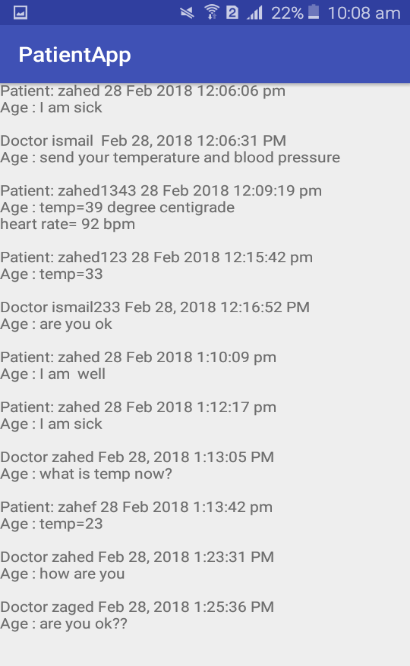 2 22% 10:08 am
PatientApp
Patient: zahed 28 Feb 2018 12:06:06 pm
Age : I am sick
Doctor ismail  Feb 28, 2018 12:06:31 PM
Age : send your temperature and blood pressure
Patient: zahed1343 28 Feb 2018 12:09:19 pm
Age : temp=39 degree centigrade
heart rate= 92 bpm
Patient: zahed123 28 Feb 2018 12:15:42 pm
Age : temp=33
Doctor ismail233 Feb 28, 2018 12:16:52 PM
Age : are you ok
Patient: zahed 28 Feb 2018 1:10:09 pm
Age : I am  well
Patient: zahed 28 Feb 2018 1:12:17 pm
Age : I am sick
Doctor zahed Feb 28, 2018 1:13:05 PM
Age : what is temp now?
Patient: zahef 28 Feb 2018 1:13:42 pm
Age : temp=23
Doctor zahed Feb 28, 2018 1:23:31 PM
Age : how are you
Doctor zaged Feb 28, 2018 1:25:36 PM
Age : are you ok??